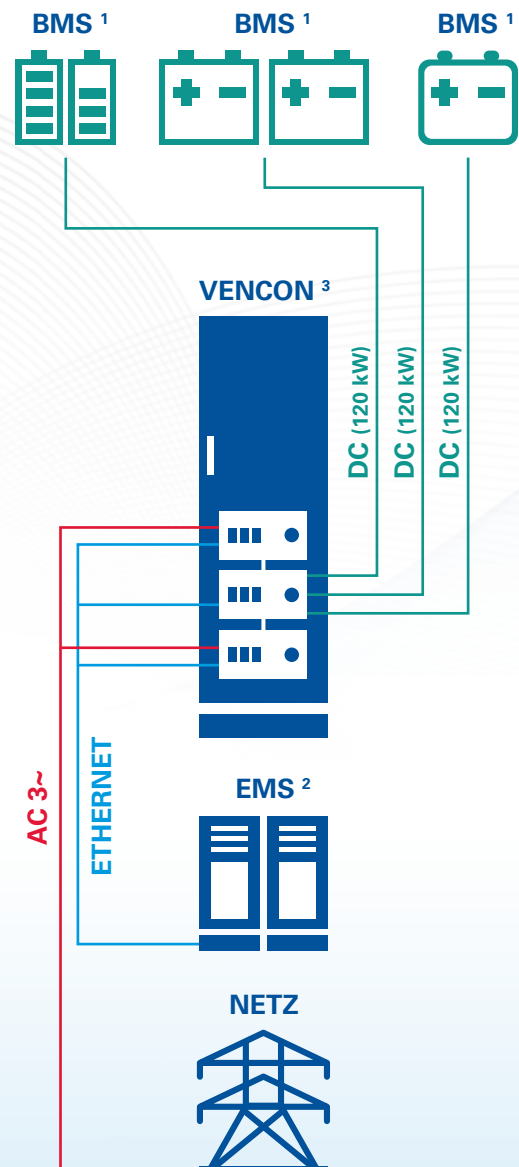 BMS ¹
BMS ¹
BMS ¹
VENCON ³
DC (120 kW)
DC (120 kW)
DC (120 kW)
AC 3~
ETHERNET
EMS ²
NETZ